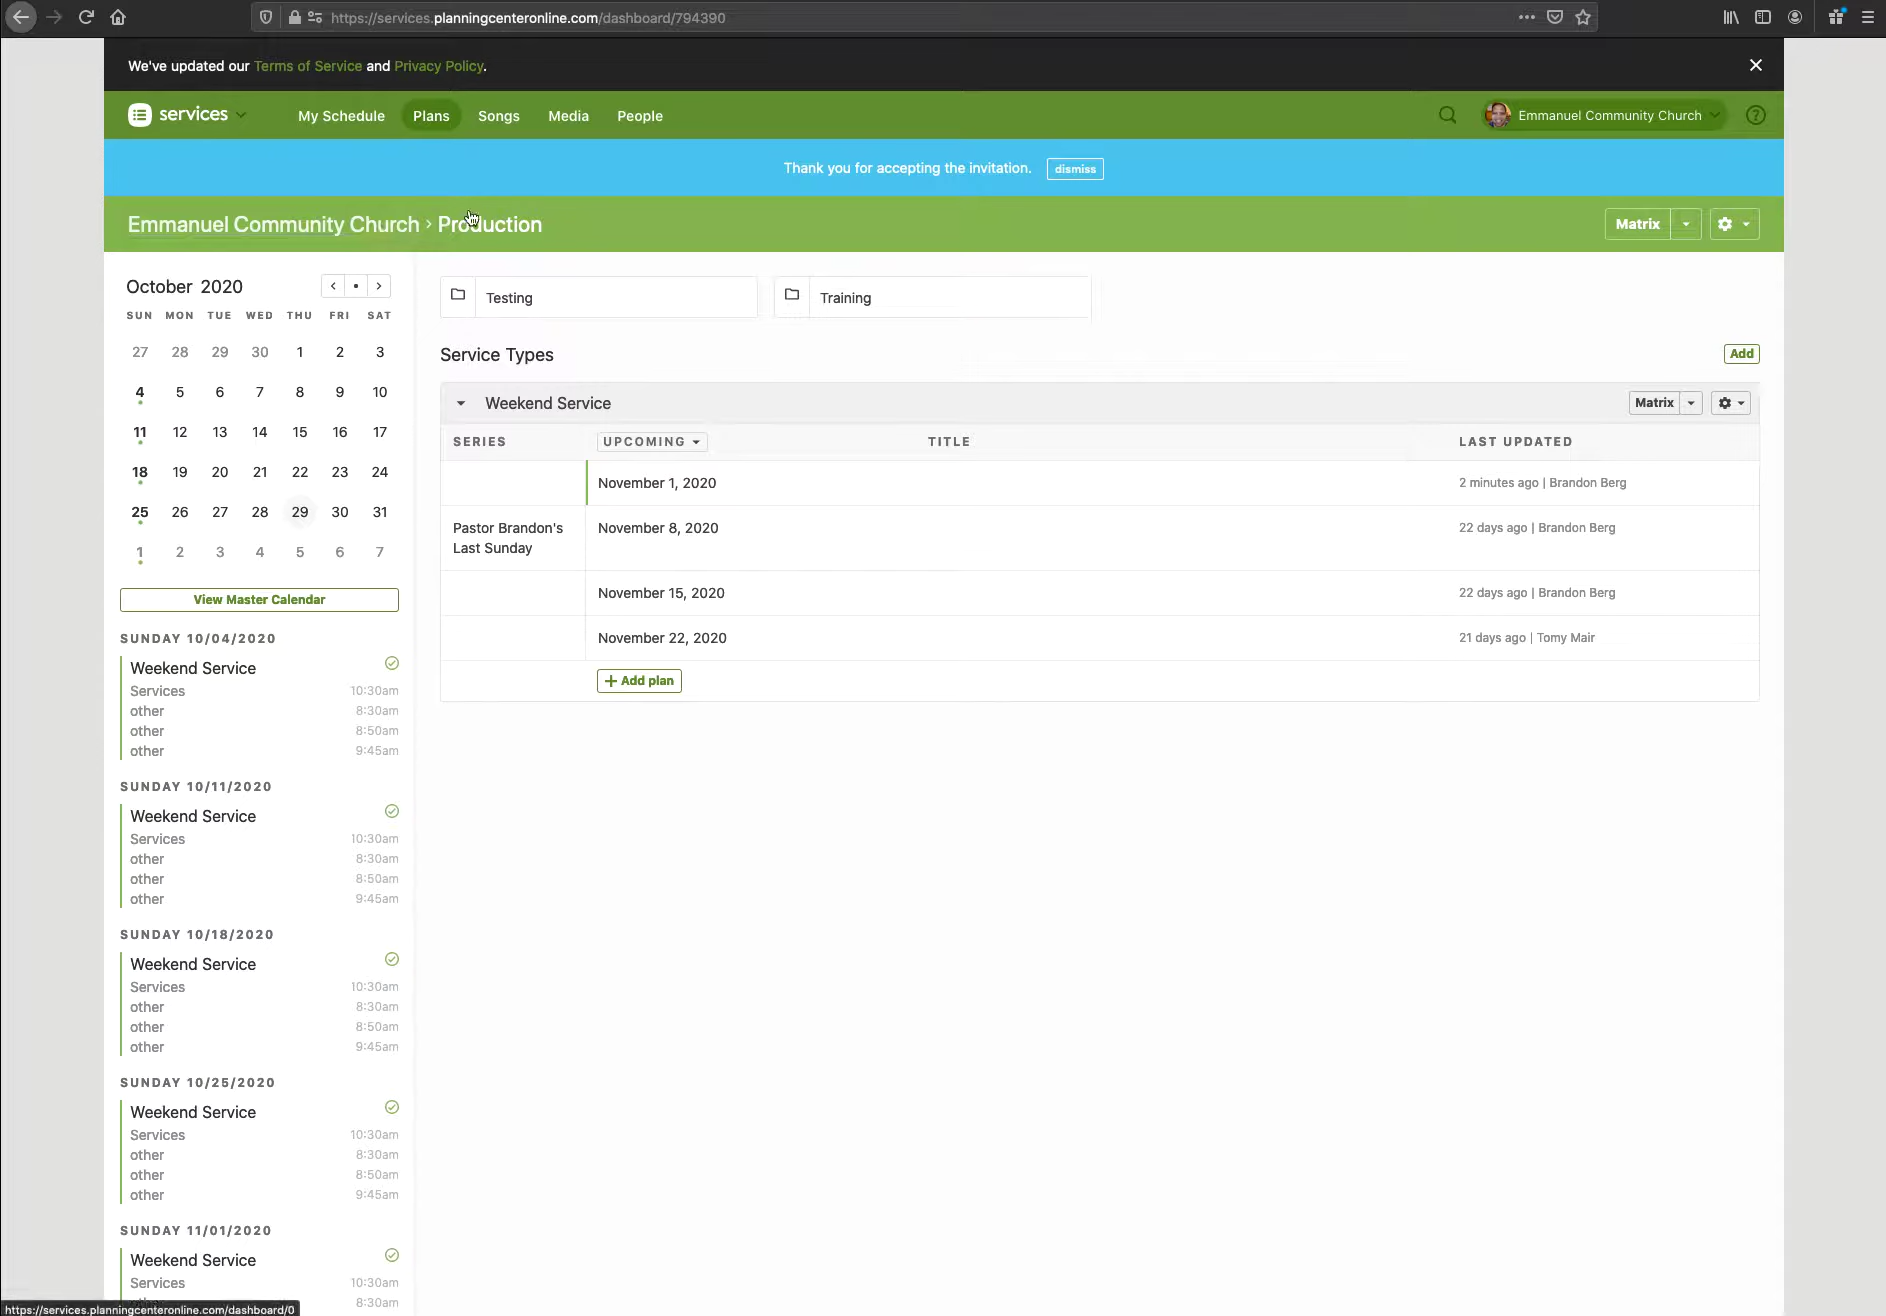 https://services.planningcenteronline.com/dashboard/794390
We've updated our Terms of Service and Privacy Policy.
services
My Schedule
Plans
Songs
Media
People
Emmanuel Community Church
Thank you for accepting the invitation.
dismiss
Emmanuel Community Church › Production
Matrix
October 2020
SUN MON TUE WED THU FRI SAT
27 28 29 30 1 2 3
4 5 6 7 8 9 10
11 12 13 14 15 16 17
18 19 20 21 22 23 24
25 26 27 28 29 30 31
1 2 3 4 5 6 7
View Master Calendar
SUNDAY 10/04/2020
Weekend Service
Services 10:30am
other 8:30am
other 8:50am
other 9:45am
SUNDAY 10/11/2020
Weekend Service
Services 10:30am
other 8:30am
other 8:50am
other 9:45am
SUNDAY 10/18/2020
Weekend Service
Services 10:30am
other 8:30am
other 8:50am
other 9:45am
SUNDAY 10/25/2020
Weekend Service
Services 10:30am
other 8:30am
other 8:50am
other 9:45am
SUNDAY 11/01/2020
Weekend Service
Services 10:30am
8:30am
Testing
Training
Service Types
Add
Weekend Service
Matrix
SERIES UPCOMING TITLE LAST UPDATED
November 1, 2020 2 minutes ago | Brandon Berg
Pastor Brandon's November 8, 2020 22 days ago | Brandon Berg
Last Sunday
November 15, 2020 22 days ago | Brandon Berg
November 22, 2020 21 days ago | Tomy Mair
+ Add plan
https://services.planningcenteronline.com/dashboard/0